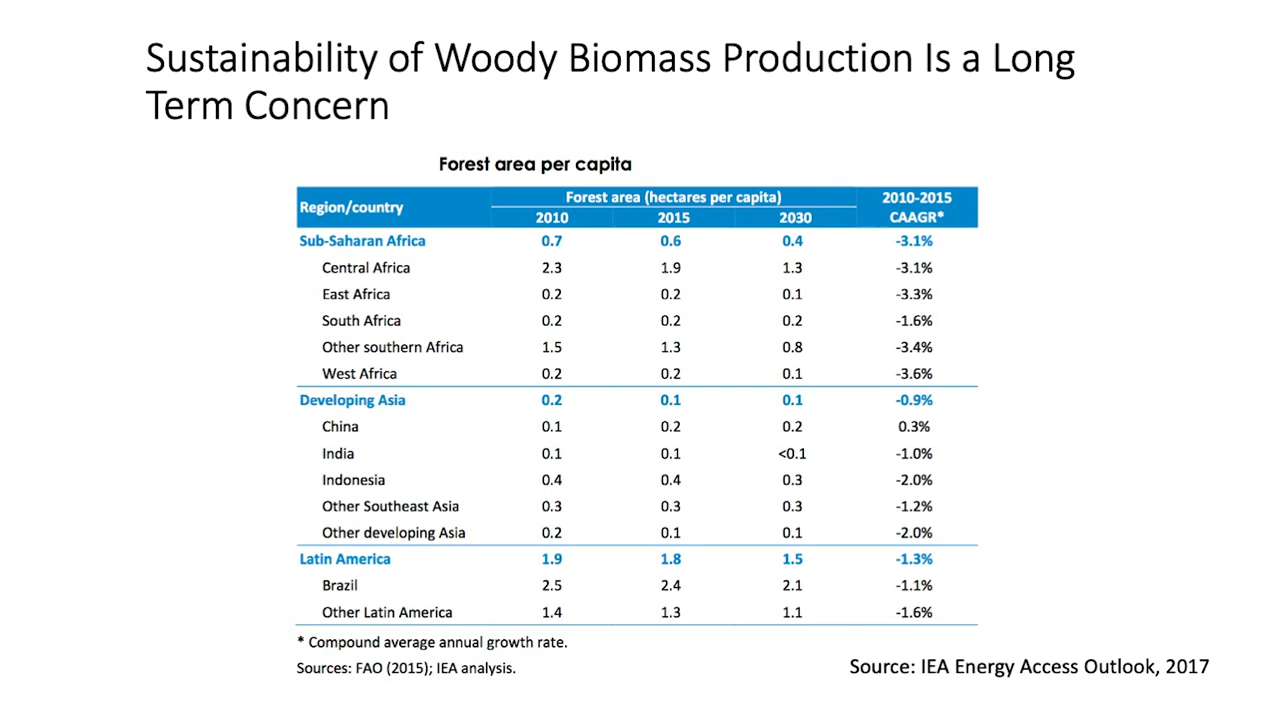 Sustainability of Woody Biomass Production Is a Long
Term Concern
Forest area per capita
Region/country Forest area (hectares per capita) 2010-2015
2010 2015 2030 CAAGR*
Sub-Saharan Africa 0.7 0.6 0.4 -3.1%
Central Africa 2.3 1.9 1.3 -3.1%
East Africa 0.2 0.2 0.1 -3.3%
South Africa 0.2 0.2 0.2 -1.6%
Other southern Africa 1.5 1.3 0.8 -3.4%
West Africa 0.2 0.2 0.1 -3.6%
Developing Asia 0.2 0.1 0.1 -0.9%
China 0.1 0.2 0.2 0.3%
India 0.1 0.1 <0.1 -1.0%
Indonesia 0.4 0.4 0.3 -2.0%
Other Southeast Asia 0.3 0.3 0.3 -1.2%
Other developing Asia 0.2 0.1 0.1 -2.0%
Latin America 1.9 1.8 1.5 -1.3%
Brazil 2.5 2.4 2.1 -1.1%
Other Latin America 1.4 1.3 1.1 -1.6%
* Compound average annual growth rate.
Sources: FAO (2015); IEA analysis.
Source: IEA Energy Access Outlook, 2017